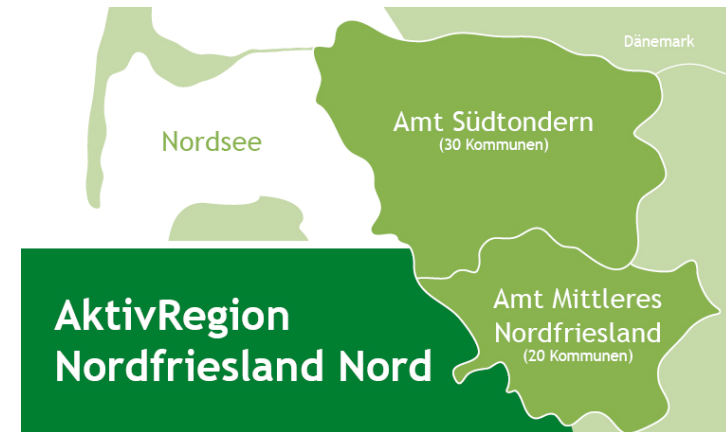 Dänemark
Amt Südtondern
(30 Kommunen)
Nordsee
Amt Mittleres
Nordfriesland
(20 Kommunen)
AktivRegion
Nordfriesland Nord